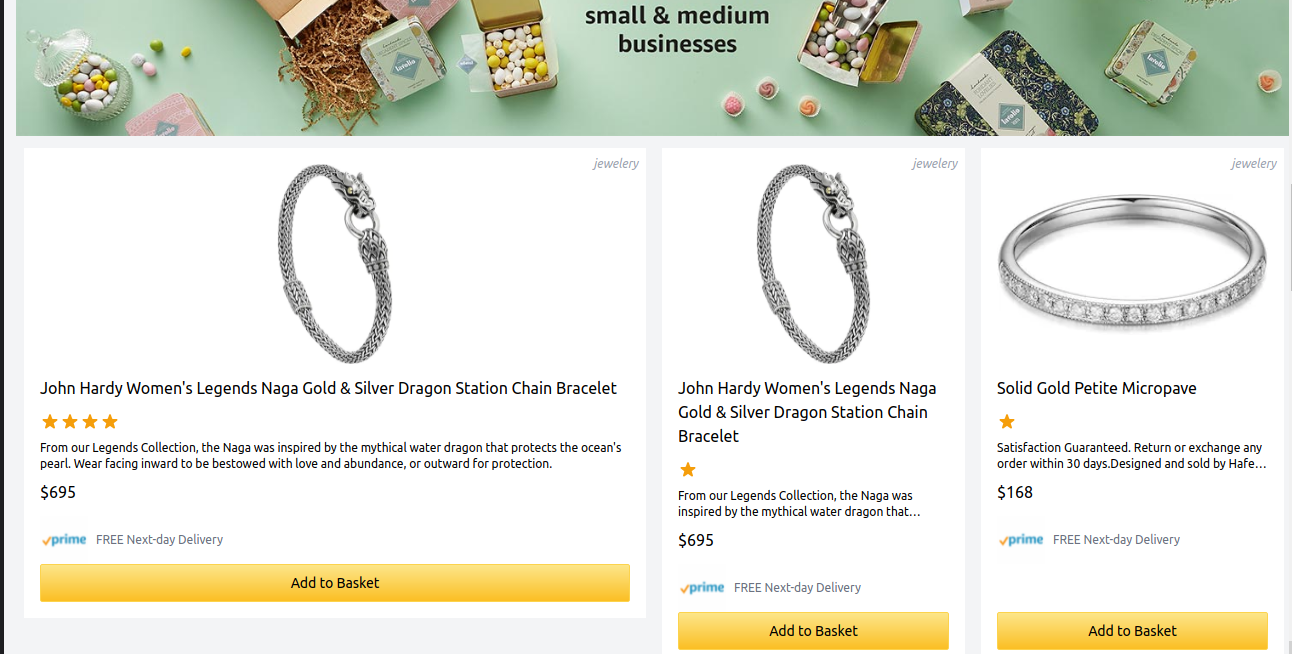 small & medium
businesses
lavolio
lavolio
lavolio
jewelery
John Hardy Women's Legends Naga Gold & Silver Dragon Station Chain Bracelet
From our Legends Collection, the Naga was inspired by the mythical water dragon that protects the ocean's
pearl. Wear facing inward to be bestowed with love and abundance, or outward for protection.
$695
prime FREE Next-day Delivery
Add to Basket
jewelery
John Hardy Women's Legends Naga
Gold & Silver Dragon Station Chain
Bracelet
From our Legends Collection, the Naga was
inspired by the mythical water dragon that…
$695
prime FREE Next-day Delivery
Add to Basket
jewelery
Solid Gold Petite Micropave
Satisfaction Guaranteed. Return or exchange any
order within 30 days.Designed and sold by Hafe…
$168
prime FREE Next-day Delivery
Add to Basket